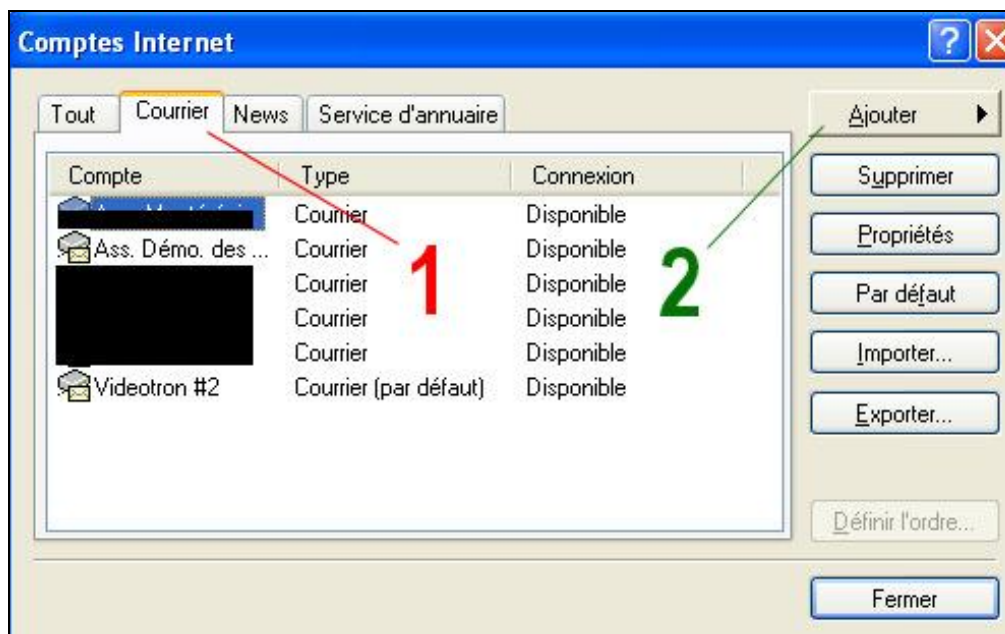 Comptes Internet
Tout Courrier News Service d'annuaire
Ajouter
Compte Type Connexion
Supprimer
Courrier Disponible
Ass. Démo. des ... Courrier Disponible
Propriétés
Courrier Disponible
Par défaut
Courrier Disponible
Courrier Disponible
Importer...
Videotron #2 Courrier (par défaut) Disponible
Exporter...
1
2
Définir l'ordre...
Fermer